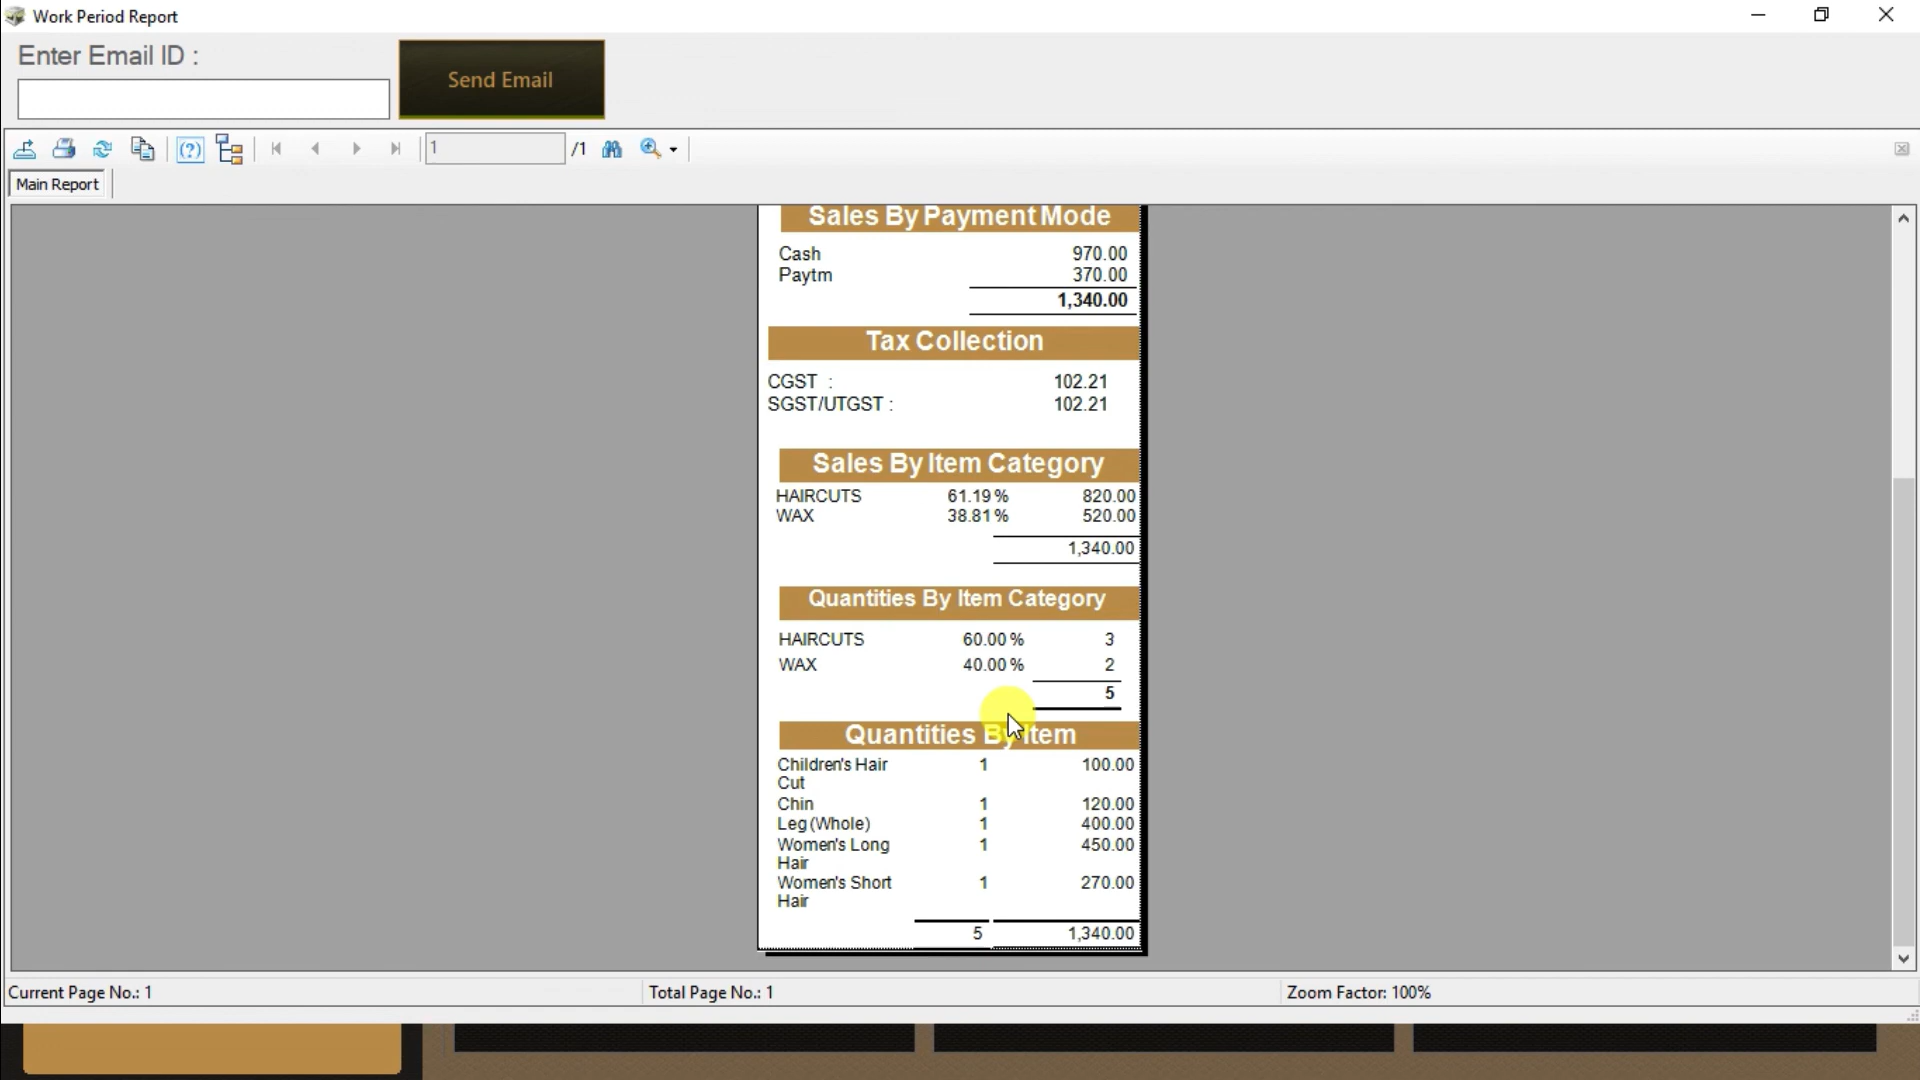 Work Period Report
Enter Email ID :
Send Email
1 /1
Main Report
Sales By Payment Mode
Cash 970.00
Paytm 370.00
1,340.00
Tax Collection
CGST : 102.21
SGST/UTGST : 102.21
Sales By Item Category
HAIRCUTS 61.19 % 820.00
WAX 38.81 % 520.00
1,340.00
Quantities By Item Category
HAIRCUTS 60.00 % 3
WAX 40.00 % 2
5
Quantities By Item
Children's Hair 1 100.00
Cut
Chin 1 120.00
Leg (Whole) 1 400.00
Women's Long 1 450.00
Hair
Women's Short 1 270.00
Hair
5 1,340.00
Current Page No.: 1 Total Page No.: 1 Zoom Factor: 100%